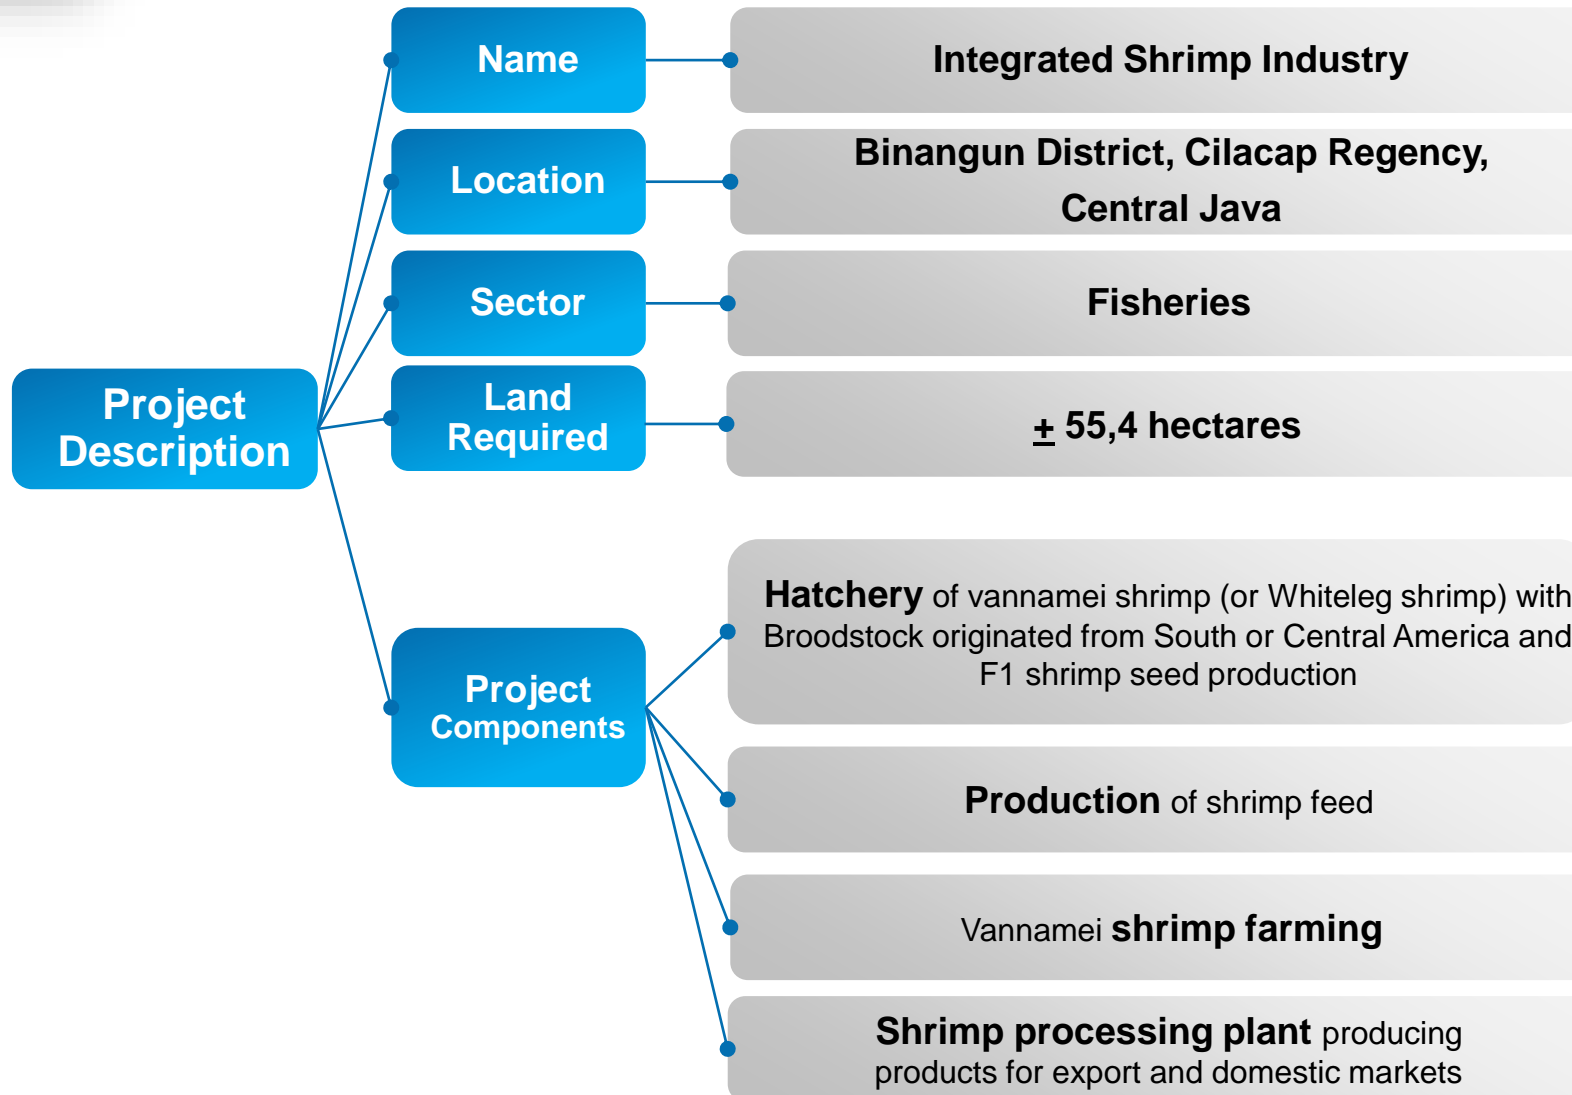 Project
Description
Name
Integrated Shrimp Industry
Location
Binangun District, Cilacap Regency,
Central Java
Sector
Fisheries
Land
Required
± 55,4 hectares
Project
Components
Hatchery of vannamei shrimp (or Whiteleg shrimp) with
Broodstock originated from South or Central America and
F1 shrimp seed production
Production of shrimp feed
Vannamei shrimp farming
Shrimp processing plant producing
products for export and domestic markets